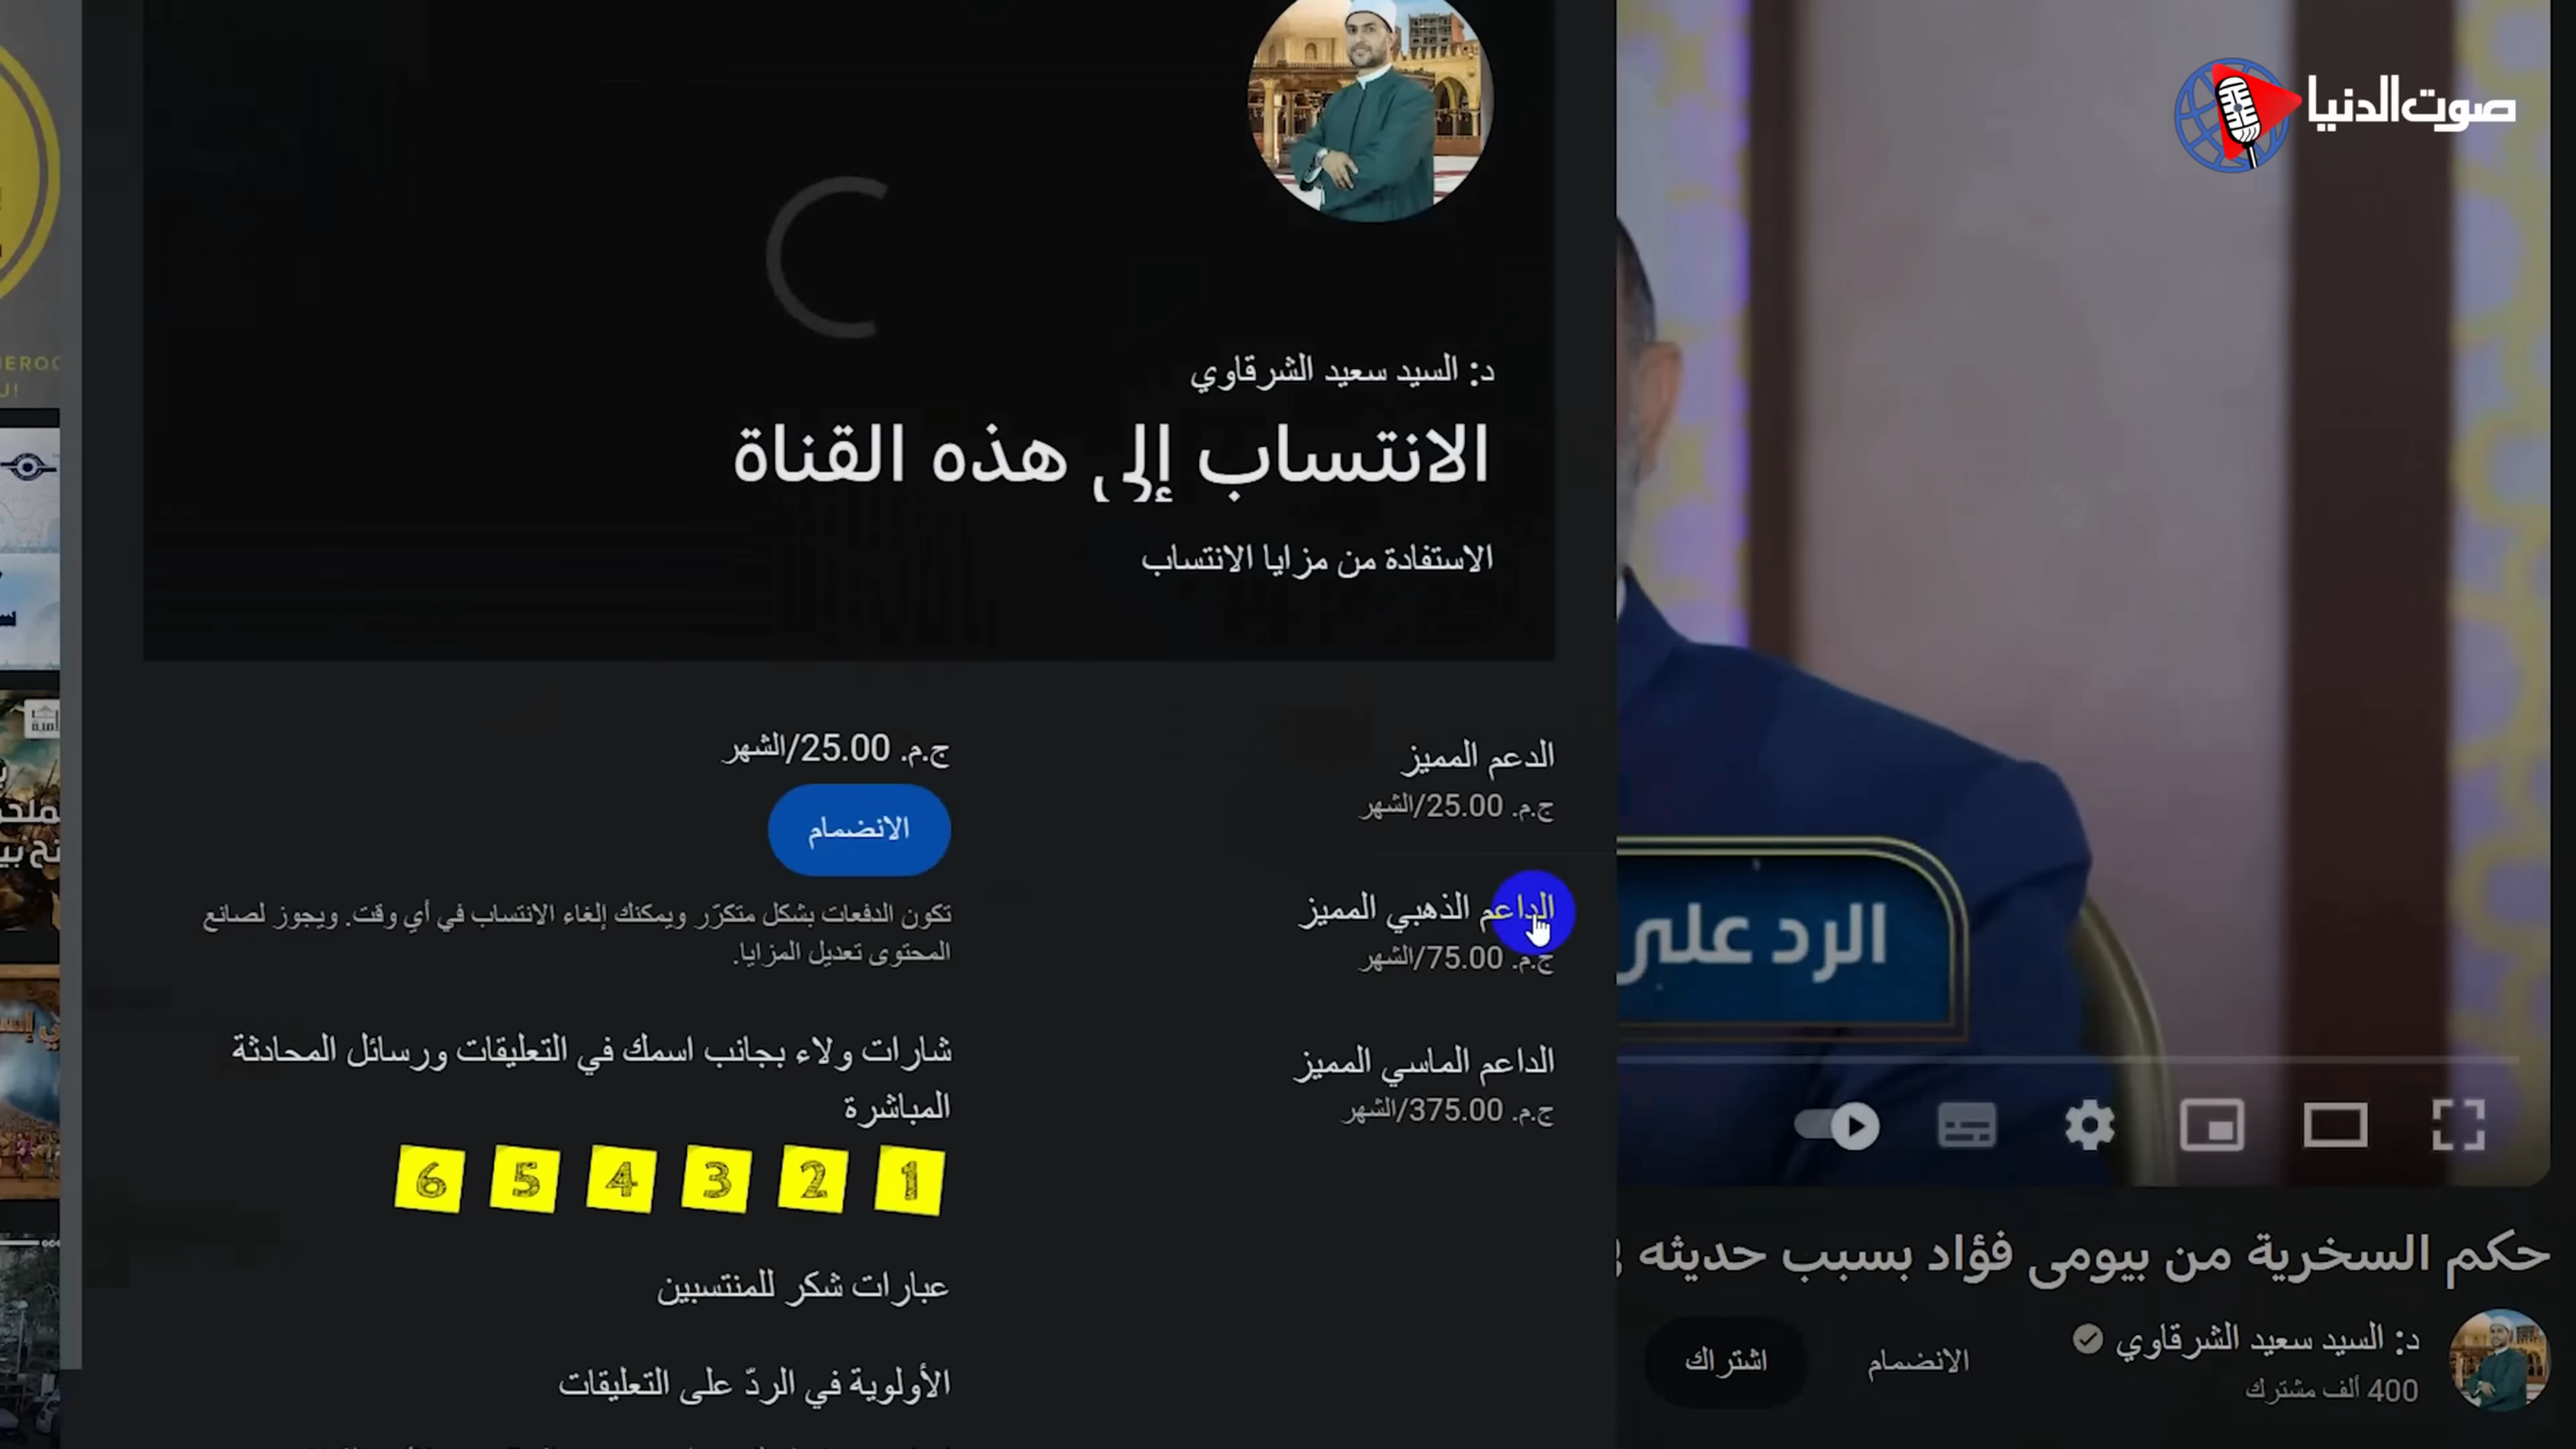 صوت الدنيا
د: السيد سعيد الشرقاوي
الانتساب إلى هذه القناة
الاستفادة من مزايا الانتساب
الدعم المميز
ج.م. 25.00/الشهر
الداعم الذهبي المميز
ج.م. 75.00/الشهر
الداعم الماسي المميز
ج.م. 375.00/الشهر
ج.م. 25.00/الشهر
الانضمام
تكون الدفعات بشكل متكرّر ويمكنك إلغاء الانتساب في أي وقت. ويجوز لصانع
المحتوى تعديل المزايا.
شارات ولاء بجانب اسمك في التعليقات ورسائل المحادثة
المباشرة
1 2 3 4 5 6
عبارات شكر للمنتسبين
الأولوية في الردّ على التعليقات
الرد على
حكم السخرية من بيومى فؤاد بسبب حديثه
د: السيد سعيد الشرقاوي
400 ألف مشترك
الانضمام
اشتراك
U!